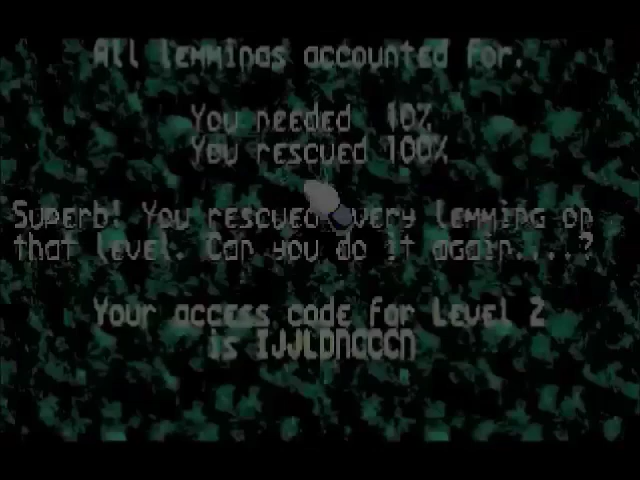 All lemmings accounted for.
You needed 10%
You rescued 100%
Superb! You rescued every lemming on
that level. Can you do it again....?
Your access code for Level 2
is IJJLDNCCCN